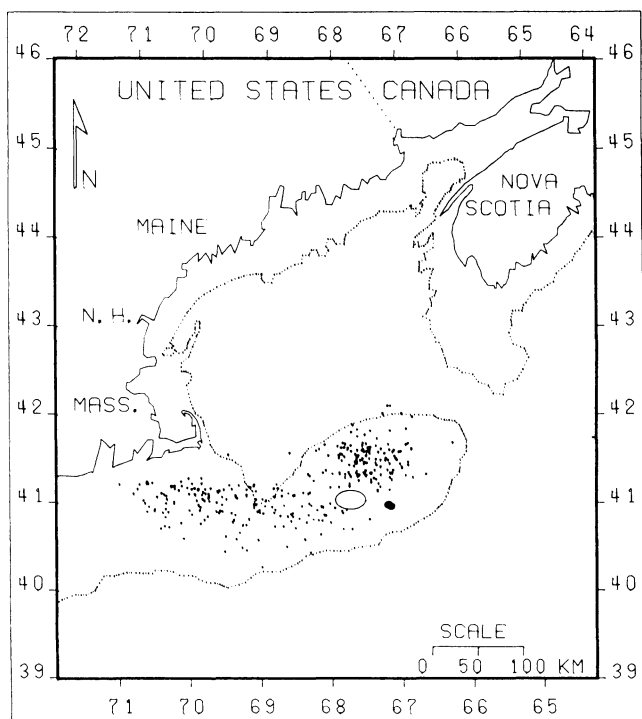 72 71 70 69 68 67 66 65 64
46 46
UNITED STATES CANADA
45 45
N
NOVA
SCOTIA
44 44
MAINE
N.H.
43 43
MASS.
42 42
41 41
40 40
SCALE
0 50 100 KM
39 39
71 70 69 68 67 66 65